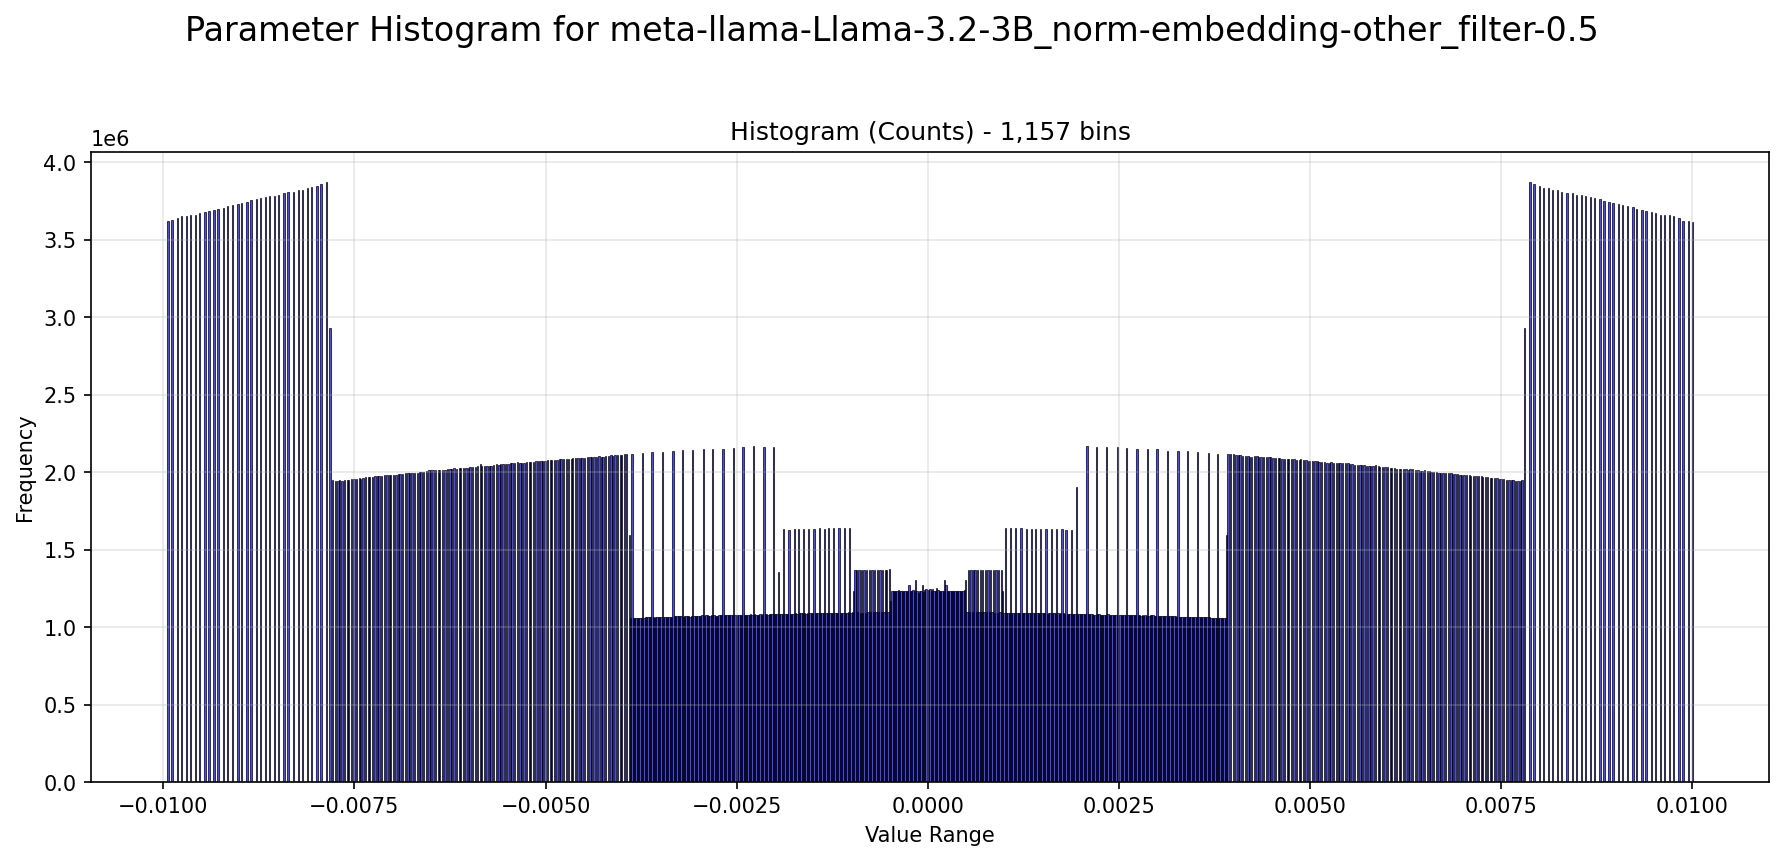 Parameter Histogram for meta-llama-Llama-3.2-3B_norm-embedding-other_filter-0.5
Histogram (Counts) - 1,157 bins
1e6
4.0
3.5
3.0
2.5
2.0
1.5
1.0
0.5
0.0
Frequency
−0.0100 −0.0075 −0.0050 −0.0025 0.0000 0.0025 0.0050 0.0075 0.0100
Value Range